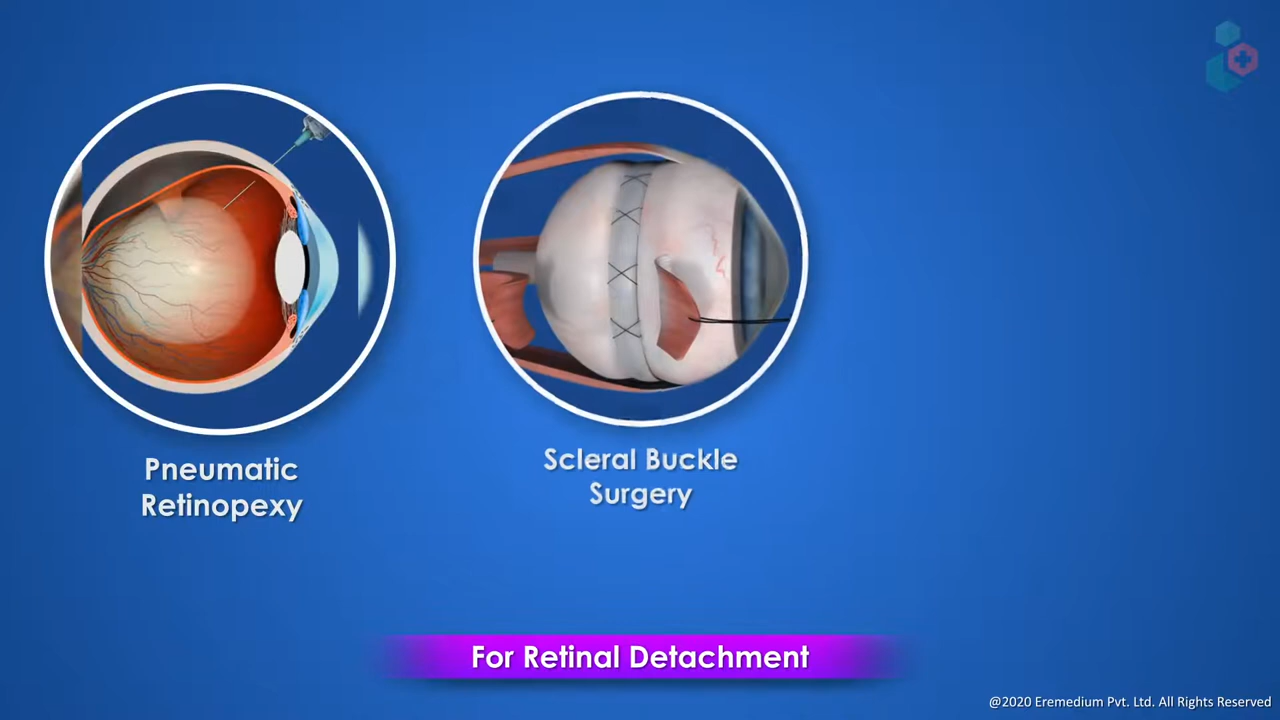 Pneumatic
Retinopexy
Scleral Buckle
Surgery
For Retinal Detachment
@2020 Eremedium Pvt. Ltd. All Rights Reserved